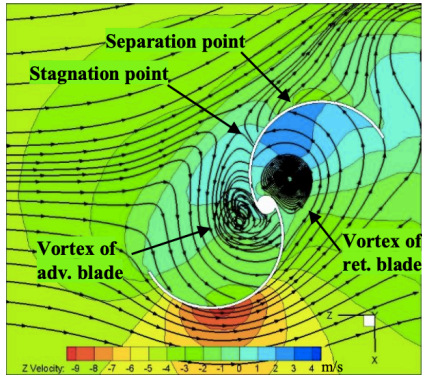 Separation point
Stagnation point
Vortex of
adv. blade
Vortex of
ret. blade
Z
X
Z Velocity: -9 -8 -7 -6 -5 -4 -3 -2 -1 0 1 2 3 4 m/s